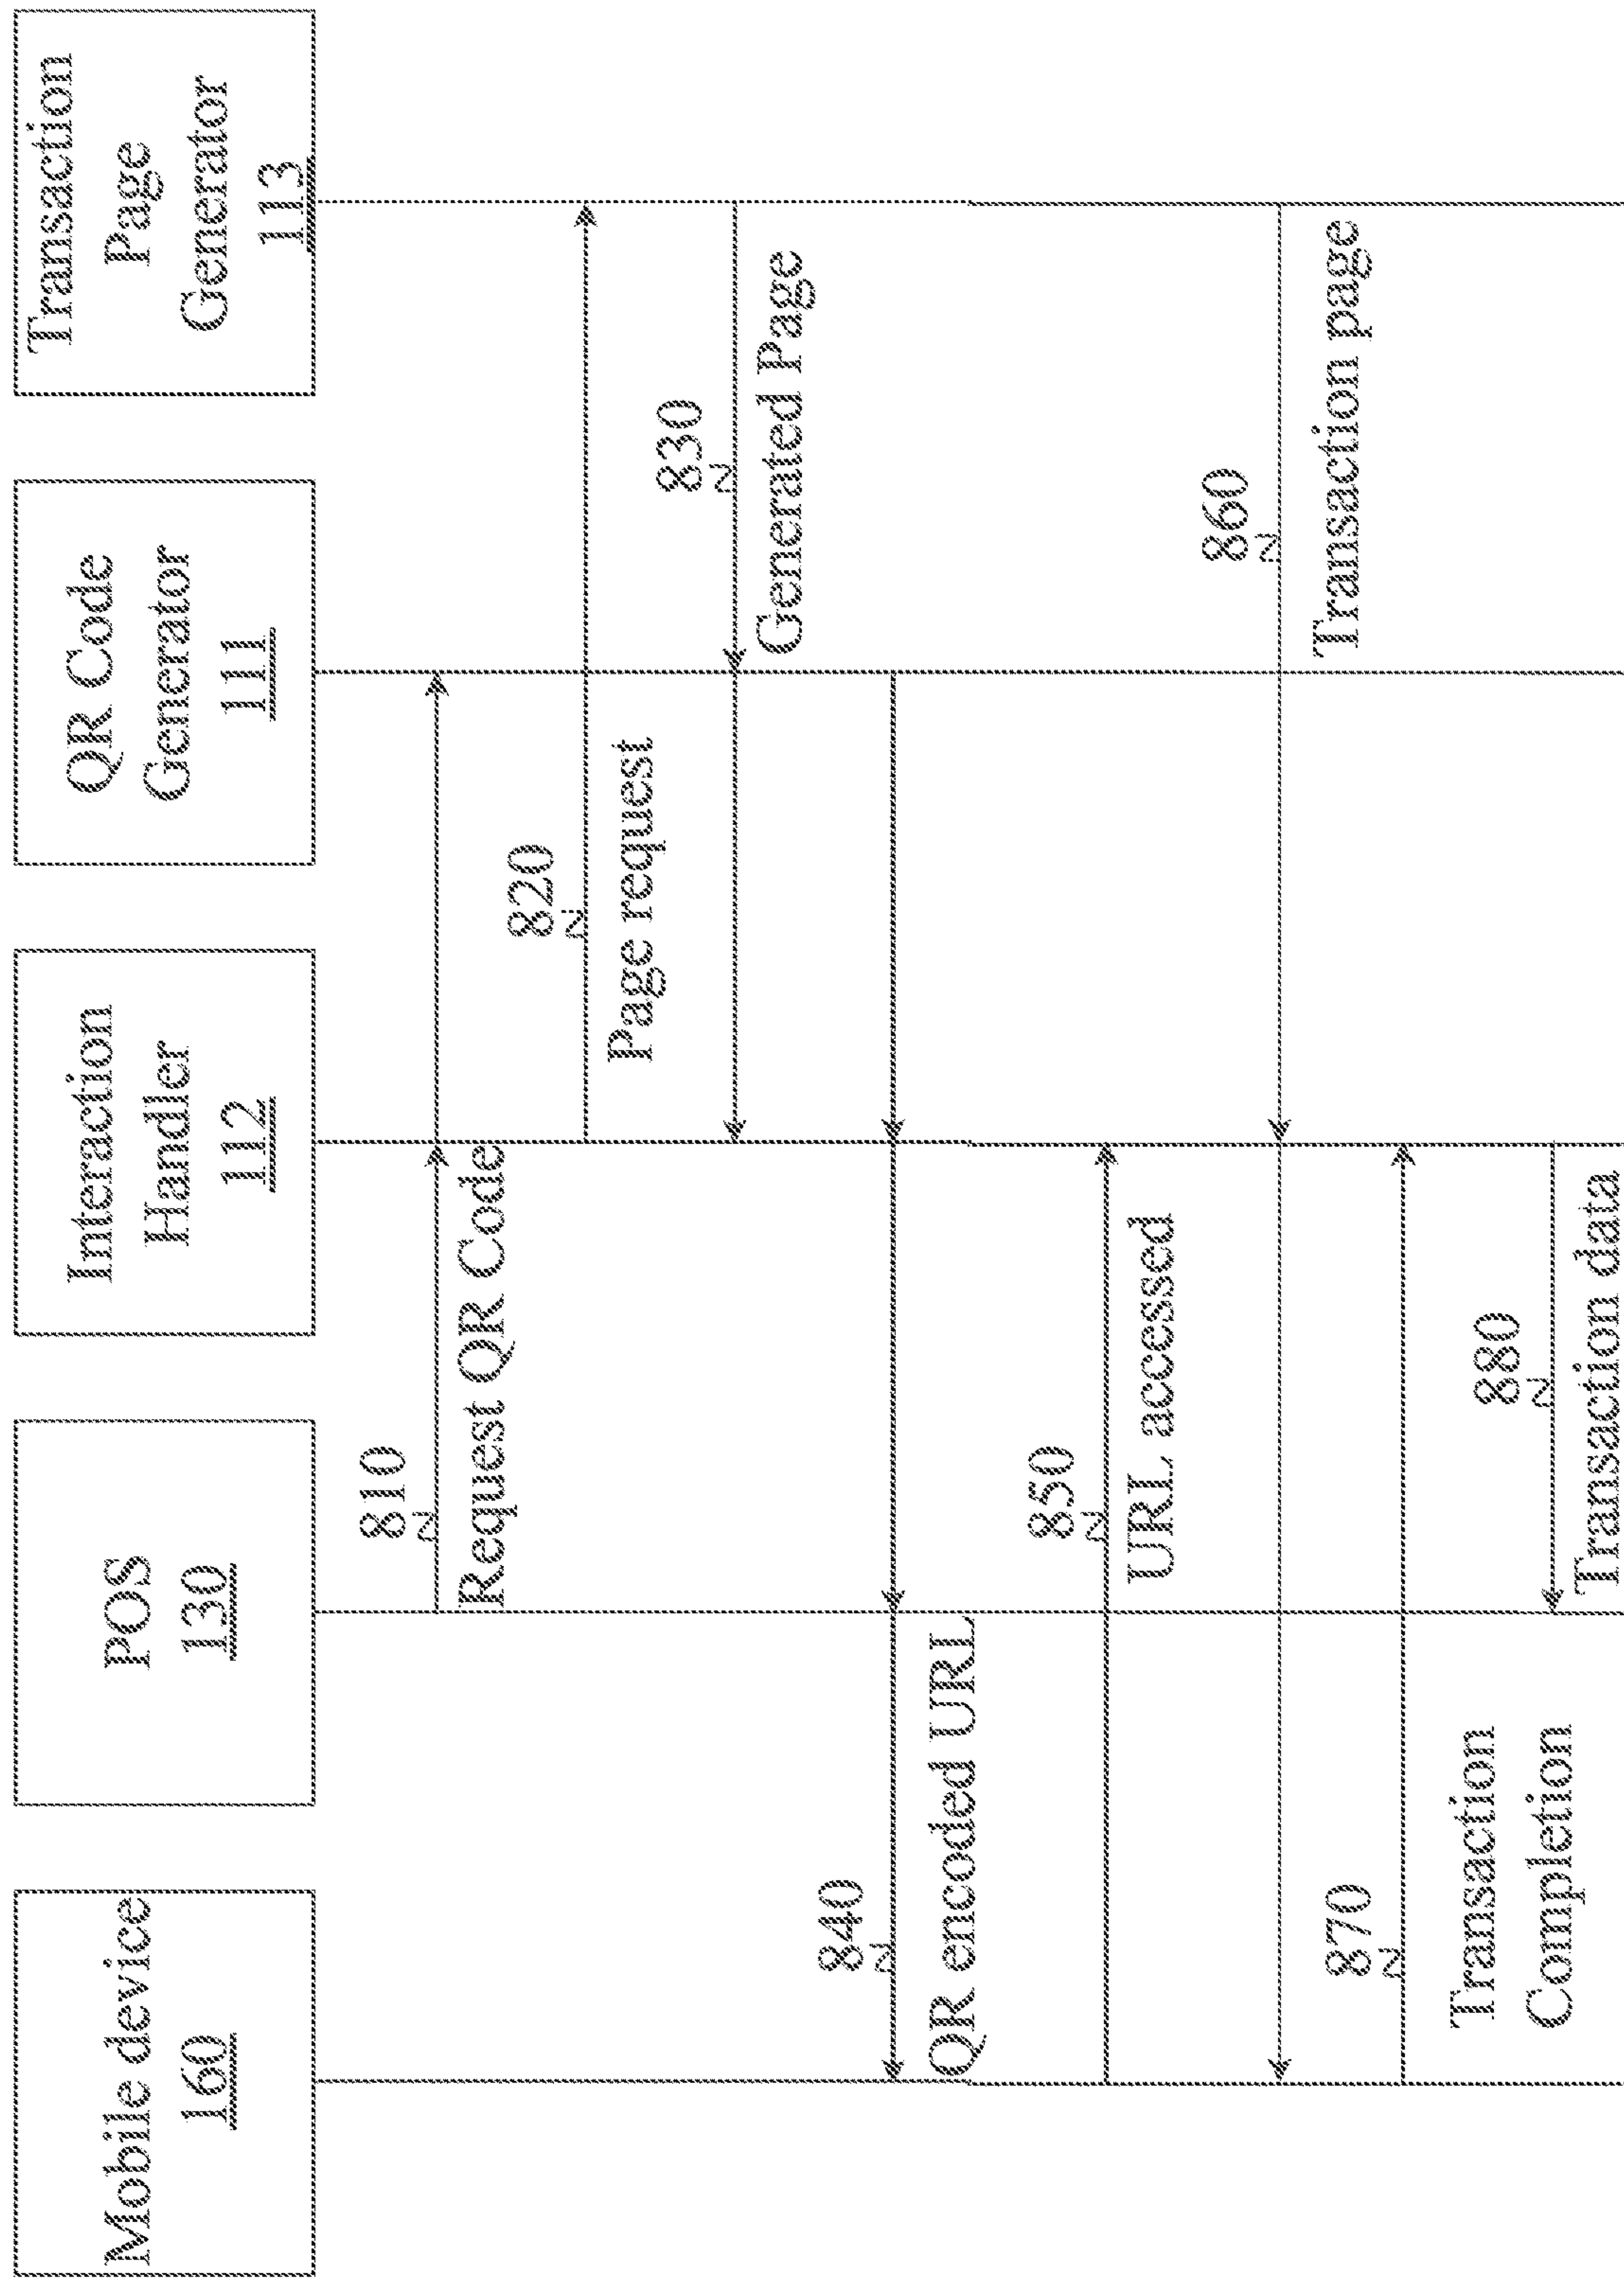 Mobile device
160
POS
130
Interaction
Handler
112
QR Code
Generator
111
Transaction
Page
Generator
113
810
Request QR Code
820
Page request
830
Generated Page
840
QR encoded URL
850
URL accessed
860
Transaction page
870
Transaction
Completion
880
Transaction data